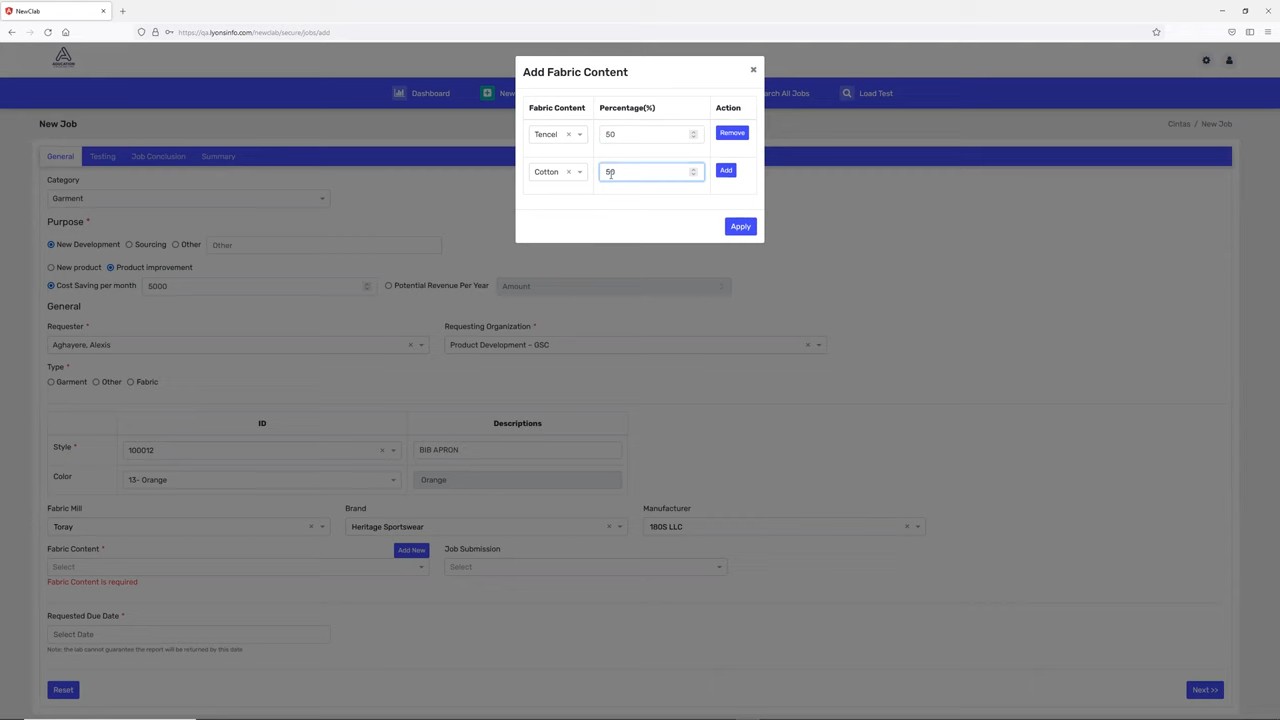 NewClab
https://qa.lyonsinfo.com/newclab/secure/jobs/add
ADUCATION
Dashboard
New
arch All Jobs
Load Test
New Job
Cintas / New Job
General
Testing
Job Conclusion
Summary
Category
Garment
Purpose *
New Development
Sourcing
Other
Other
New product
Product improvement
Cost Saving per month
5000
Potential Revenue Per Year
Amount
General
Requester *
Requesting Organization *
Aghayere, Alexis
Product Development - GSC
Type *
Garment
Other
Fabric
ID
Descriptions
Style *
100012
BIB APRON
Color
13- Orange
Orange
Fabric Mill
Brand
Manufacturer
Toray
Heritage Sportswear
180S LLC
Fabric Content *
Add New
Job Submission
Select
Select
Fabric Content is required
Requested Due Date *
Select Date
Note: the lab cannot guarantee the report will be returned by this date
Reset
Next >>
Add Fabric Content
Fabric Content
Percentage(%)
Action
Tencel
50
Remove
Cotton
50
Add
Apply